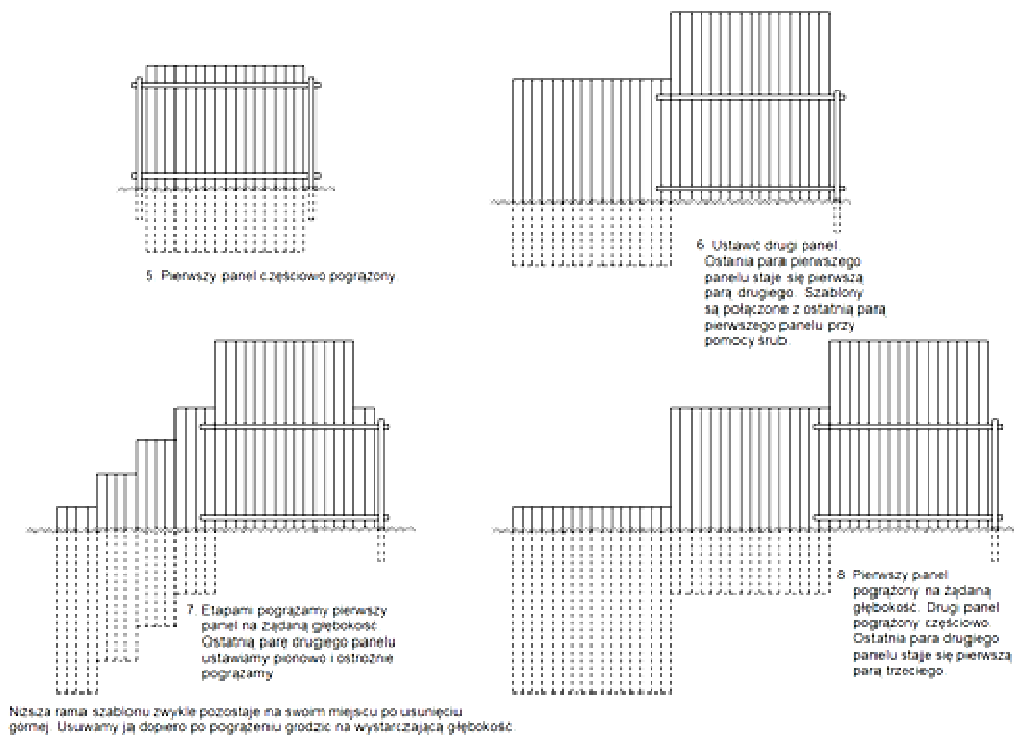 5 Pierwszy panel częściowo pogrążony
6 Ustawić drugi panel.
Ostatnia para pierwszego
panelu staje się pierwszą
parą drugiego. Szablony
są połączone z ostatnią parą
pierwszego panelu przy
pomocy śrub.
7. Etapami pogrążamy pierwszy
panel na żądaną głębokość.
Ostatnią parę drugiego panelu
ustawiamy pionowo i ostrożnie
pogrążamy
8 Pierwszy panel
pogrążony na żądaną
głębokość. Drugi panel
pogrążony częściowo.
Ostatnia para drugiego
panelu staje się pierwszą
parą trzeciego.
Niższa rama szablonu zwykle pozostaje na swoim miejscu po usunięciu
górnej. Usuwamy ją dopiero po pogrążeniu grodzic na wystarczającą głębokość.